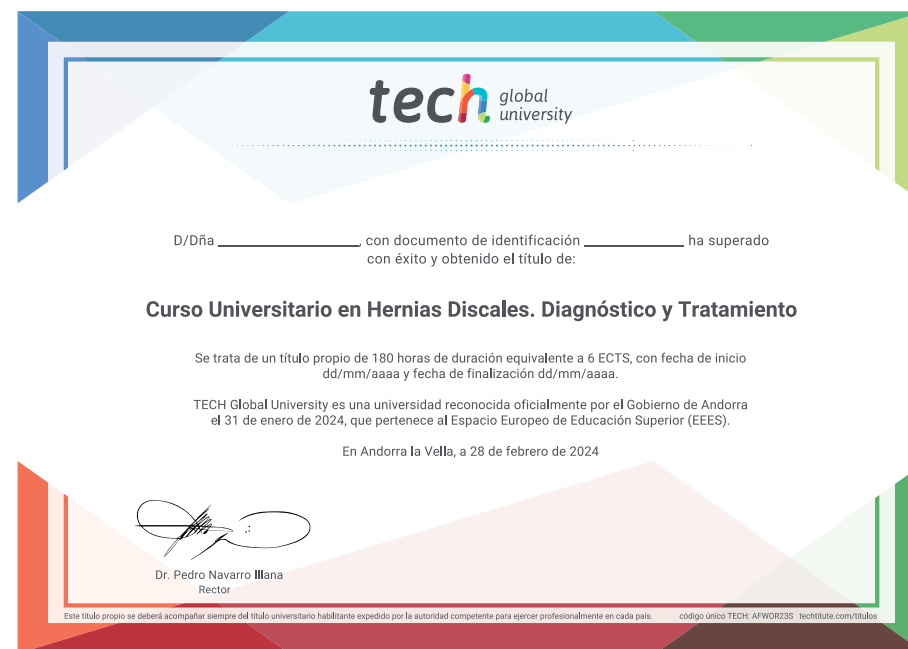 tech global university
D/Dña ____________, con documento de identificación ____________ ha superado
con éxito y obtenido el título de:
Curso Universitario en Hernias Discales. Diagnóstico y Tratamiento
Se trata de un título propio de 180 horas de duración equivalente a 6 ECTS, con fecha de inicio
dd/mm/aaaa y fecha de finalización dd/mm/aaaa.
TECH Global University es una universidad reconocida oficialmente por el Gobierno de Andorra
el 31 de enero de 2024, que pertenece al Espacio Europeo de Educación Superior (EEES).
En Andorra la Vella, a 28 de febrero de 2024
Dr. Pedro Navarro Illana
Rector
Este título propio se deberá acompañar siempre del título universitario habilitante expedido por la autoridad competente para ejercer profesionalmente en cada país. código único TECH: AFWOR23S techtitute.com/titulos